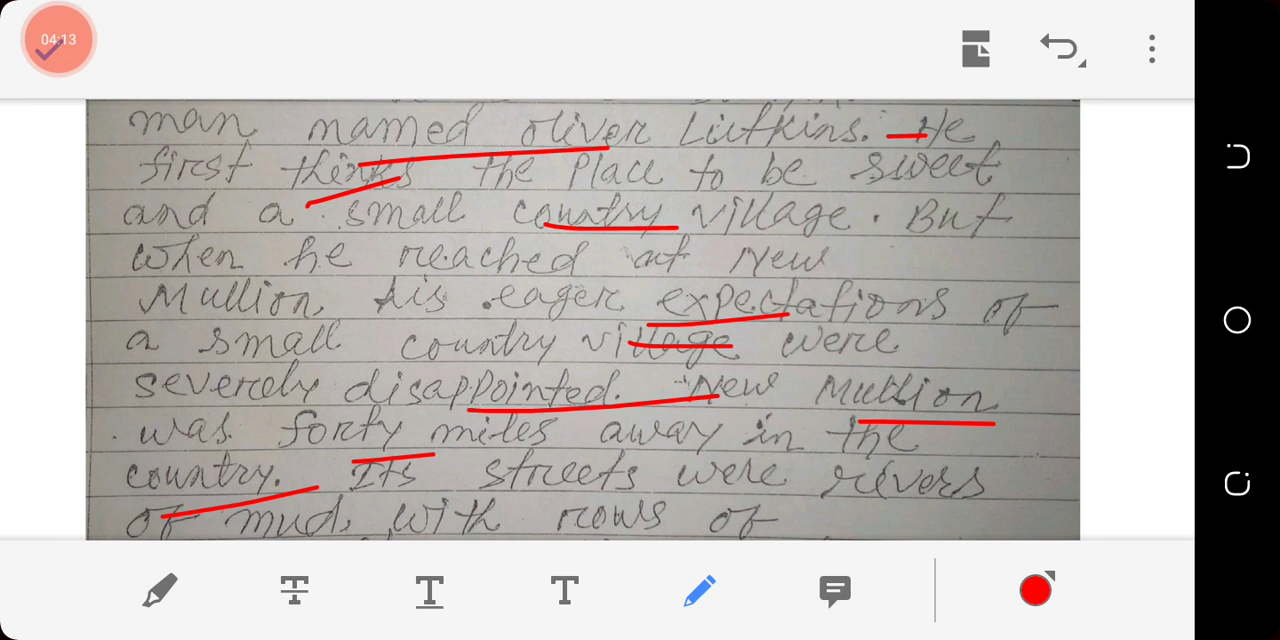 04:13
man named oliver Lutkins. He
first thinks the place to be sweet
and a small country village. But
when he reached at New
Mullion, his eager expectations of
a small country village were
severely disappointed. New Mullion
was forty miles away in the
country. Its streets were rivers
of mud, with rows of